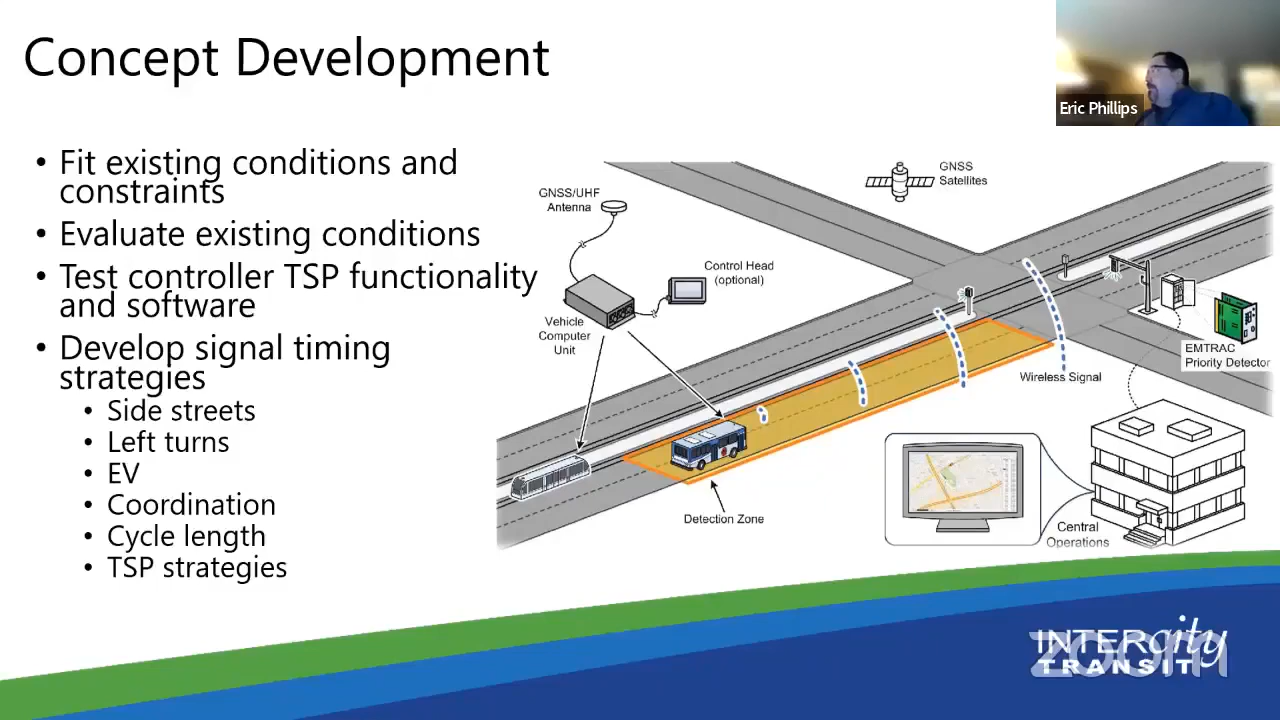 Concept Development
Eric Phillips
• Fit existing conditions and
constraints
• Evaluate existing conditions
• Test controller TSP functionality
and software
• Develop signal timing
strategies
• Side streets
• Left turns
• EV
• Coordination
• Cycle length
• TSP strategies
GNSS/UHF
Antenna
Control Head
(optional)
Vehicle
Computer
Unit
GNSS
Satellites
EMTRAC
Priority Detector
Wireless Signal
Detection Zone
Central
Operations
INTERcity
TRANSIT
zoom